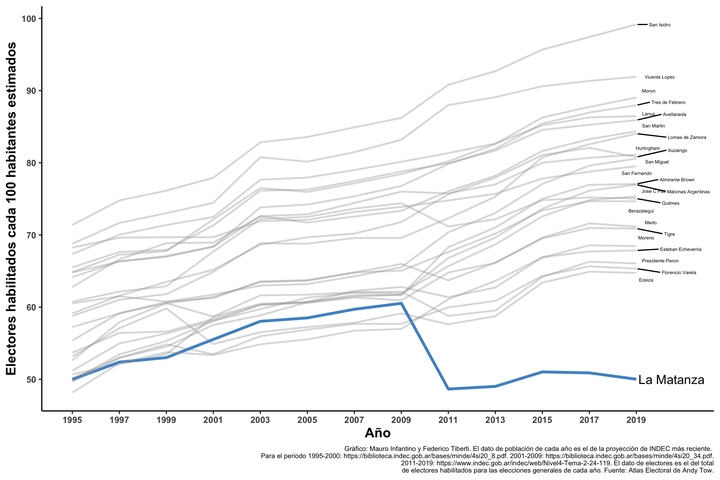 Electores habilitados cada 100 habitantes estimados
100
90
80
70
60
50
San Isidro
Vicente Lopez
Moron
Tres de Febrero
Lanus
Avellaneda
San Martin
Lomas de Zamora
Hurlingham
Ituzaingo
San Miguel
San Fernando
Almirante Brown
Jose C Paz
Malvinas Argentinas
Quilmes
Berazategui
Merlo
Tigre
Moreno
Esteban Echeverria
Presidente Peron
Florencio Varela
Ezeiza
La Matanza
1995 1997 1999 2001 2003 2005 2007 2009 2011 2013 2015 2017 2019
Año
Gráfico: Mauro Infantino y Federico Tiberti. El dato de población de cada año es el de la proyección de INDEC más reciente.
Para el período 1995-2000: https://biblioteca.indec.gob.ar/bases/minde/4si20_8.pdf. 2001-2009: https://biblioteca.indec.gob.ar/bases/minde/4si20_34.pdf.
2011-2019: https://www.indec.gob.ar/indec/web/Nivel4-Tema-2-24-119. El dato de electores es el del total
de electores habilitados para las elecciones generales de cada año. Fuente: Atlas Electoral de Andy Tow.